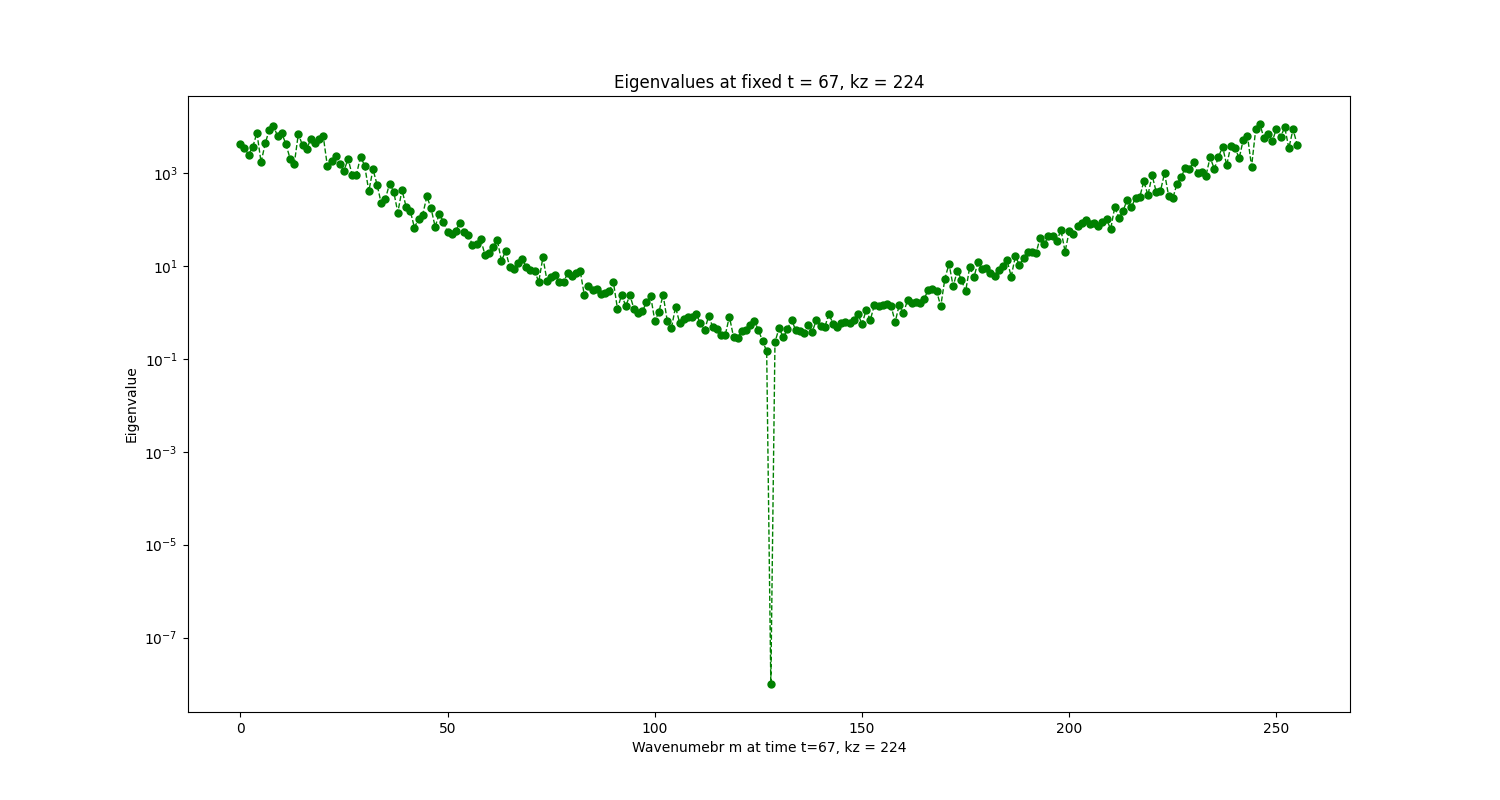 Eigenvalues at fixed t = 67, kz = 224
Eigenvalue
10³
10¹
10⁻¹
10⁻³
10⁻⁵
10⁻⁷
0 50 100 150 200 250
Wavenumebr m at time t=67, kz = 224